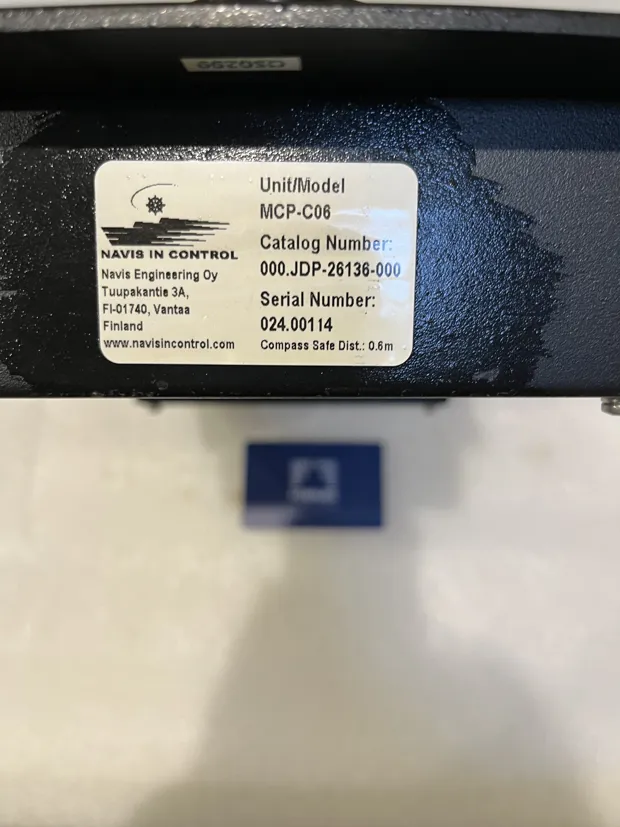 NAVIS IN CONTROL
Navis Engineering Oy
Tuupakantie 3A,
FI-01740, Vantaa
Finland
www.navisincontrol.com
Unit/Model
MCP-C06
Catalog Number:
000.JDP-26136-000
Serial Number:
024.00114
Compass Safe Dist.: 0.6m